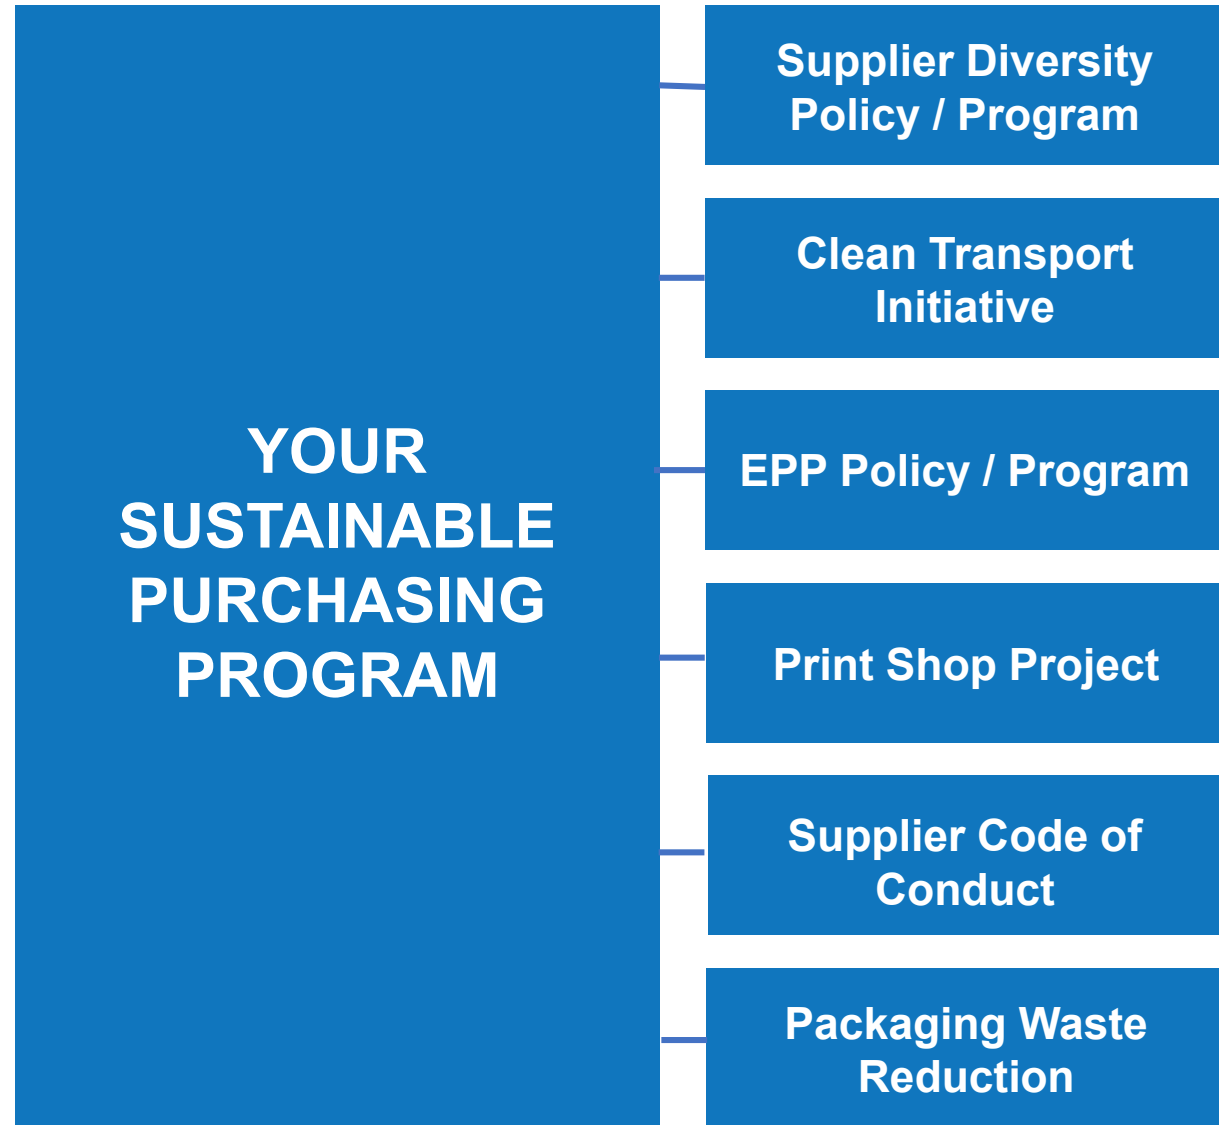 YOUR
SUSTAINABLE
PURCHASING
PROGRAM
Supplier Diversity
Policy / Program
Clean Transport
Initiative
EPP Policy / Program
Print Shop Project
Supplier Code of
Conduct
Packaging Waste
Reduction